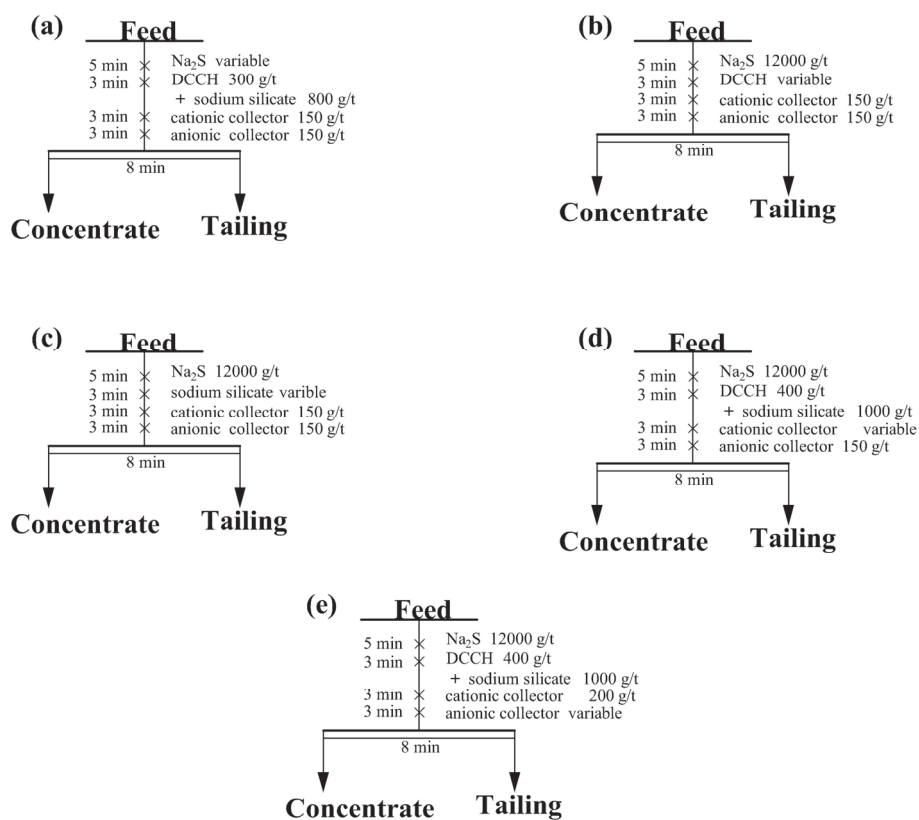 (a)
Feed
5 min Na₂S variable
3 min DCCH 300 g/t
+ sodium silicate 800 g/t
3 min cationic collector 150 g/t
3 min anionic collector 150 g/t
8 min
Concentrate Tailing
(b)
Feed
5 min Na₂S 12000 g/t
3 min DCCH variable
3 min cationic collector 150 g/t
3 min anionic collector 150 g/t
8 min
Concentrate Tailing
(c)
Feed
5 min Na₂S 12000 g/t
3 min sodium silicate varible
3 min cationic collector 150 g/t
3 min anionic collector 150 g/t
8 min
Concentrate Tailing
(d)
Feed
5 min Na₂S 12000 g/t
3 min DCCH 400 g/t
+ sodium silicate 1000 g/t
3 min cationic collector variable
3 min anionic collector 150 g/t
8 min
Concentrate Tailing
(e)
Feed
5 min Na₂S 12000 g/t
3 min DCCH 400 g/t
+ sodium silicate 1000 g/t
3 min cationic collector 200 g/t
3 min anionic collector variable
8 min
Concentrate Tailing